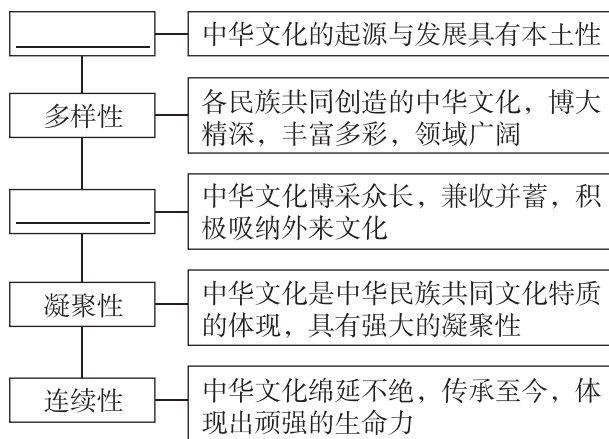 中华文化的起源与发展具有本土性
多样性
各民族共同创造的中华文化，博大
精深，丰富多彩，领域广阔
中华文化博采众长，兼收并蓄，积
极吸纳外来文化
凝聚性
中华文化是中华民族共同文化特质
的体现，具有强大的凝聚性
连续性
中华文化绵延不绝，传承至今，体
现出顽强的生命力